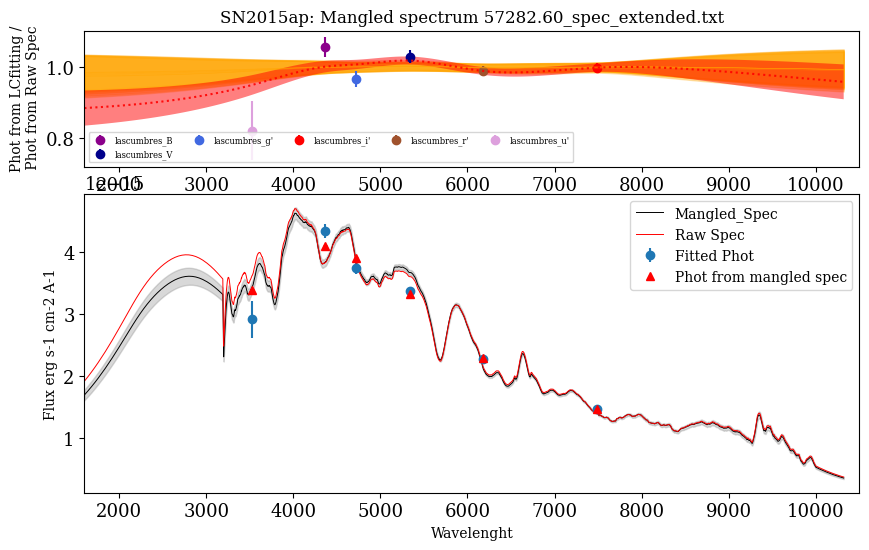 SN2015ap: Mangled spectrum 57282.60_spec_extended.txt
Phot from LCfitting /
Phot from Raw Spec
1.0
0.8
lascumbres_B
lascumbres_V
lascumbres_g'
lascumbres_i'
lascumbres_r'
lascumbres_u'
2000 3000 4000 5000 6000 7000 8000 9000 10000
1e−15
Flux erg s-1 cm-2 A-1
4
3
2
1
Mangled_Spec
Raw Spec
Fitted Phot
Phot from mangled spec
2000 3000 4000 5000 6000 7000 8000 9000 10000
Wavelenght